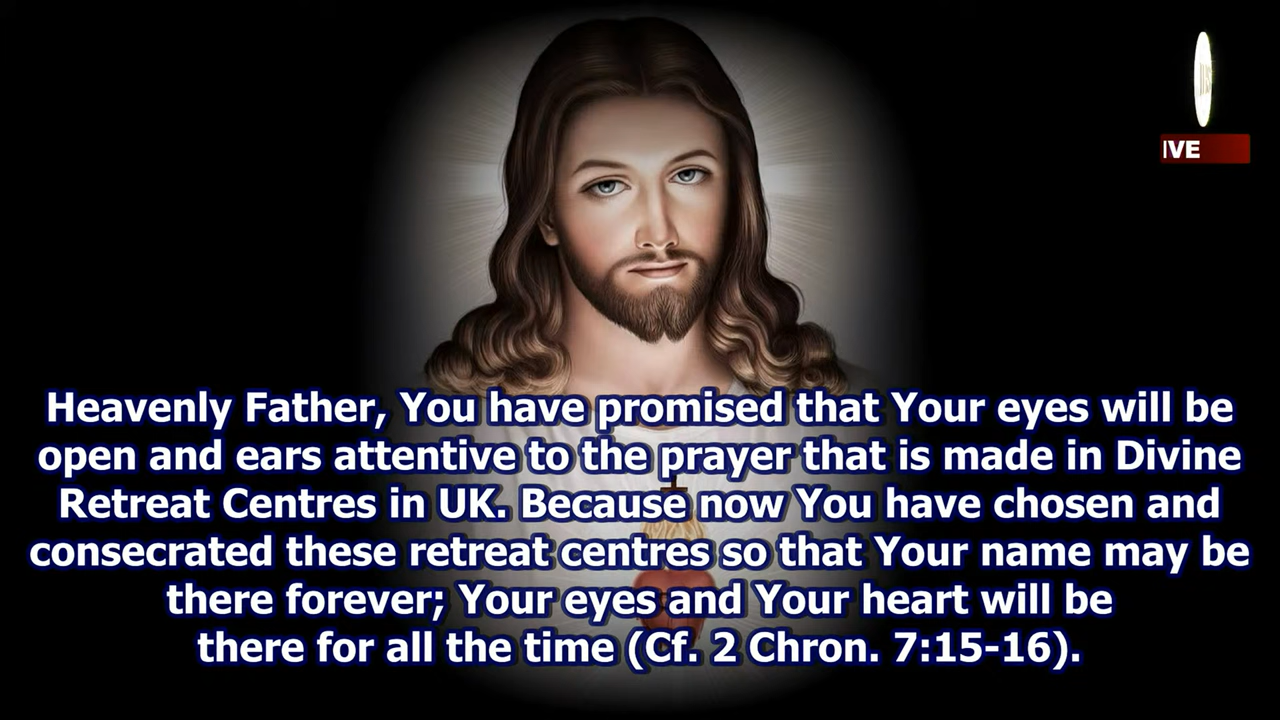 IVE
Heavenly Father, You have promised that Your eyes will be
open and ears attentive to the prayer that is made in Divine
Retreat Centres in UK. Because now You have chosen and
consecrated these retreat centres so that Your name may be
there forever; Your eyes and Your heart will be
there for all the time (Cf. 2 Chron. 7:15-16).